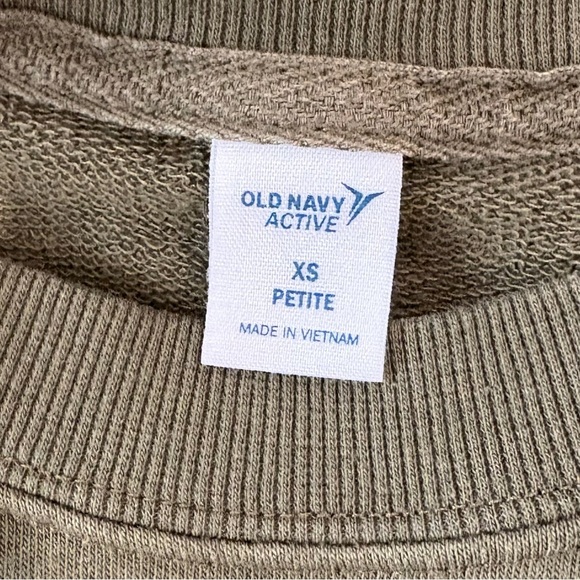 OLD NAVY
ACTIVE
XS
PETITE
MADE IN VIETNAM